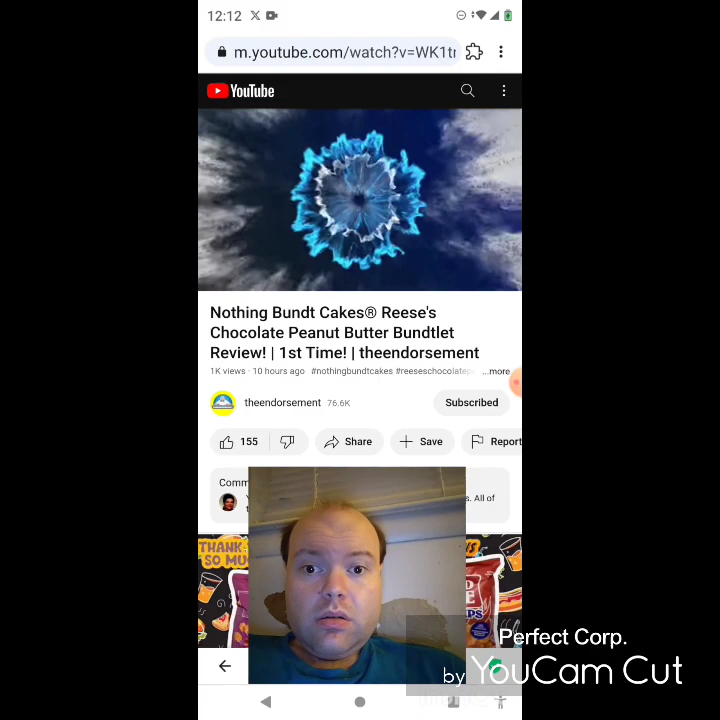 12:12
m.youtube.com/watch?v=WK1tr
YouTube
Nothing Bundt Cakes® Reese's
Chocolate Peanut Butter Bundtlet
Review! | 1st Time! | theendorsement
1K views · 10 hours ago #nothingbundtcakes #reeseschocolatep ...more
theendorsement 76.6K Subscribed
155 Share Save Report
Comm
s. All of
THANK
SO MU
Perfect Corp.
by YouCam Cut